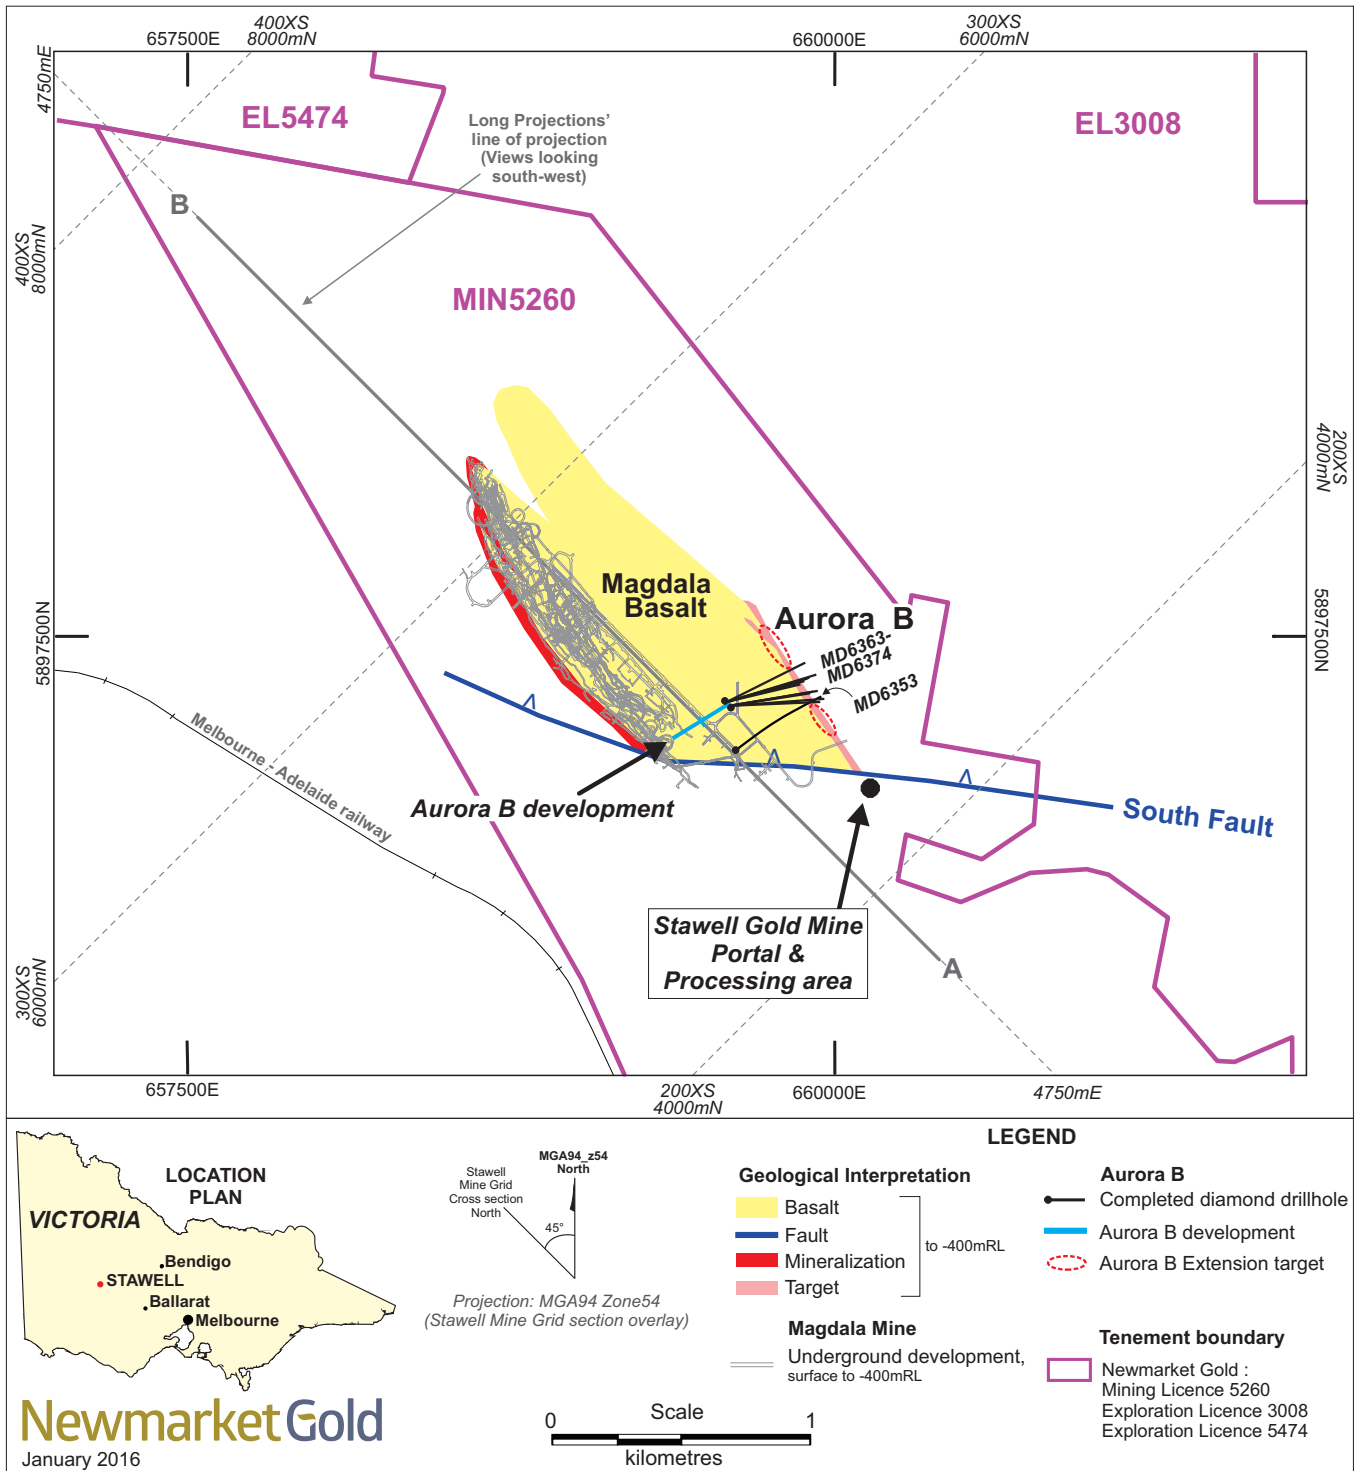 400XS
8000mN
657500E
660000E
300XS
6000mN
4750mE
EL5474
EL3008
Long Projections'
line of projection
(Views looking
south-west)
B
400XS
8000mN
MIN5260
200XS
4000mN
Magdala
Basalt
Aurora B
5897500N
5897500N
MD6363-
MD6374
MD6353
Melbourne - Adelaide railway
Aurora B development
South Fault
Stawell Gold Mine
Portal &
Processing area
A
300XS
6000mN
657500E
200XS
4000mN
660000E
4750mE
LOCATION
PLAN
VICTORIA
Bendigo
STAWELL
Ballarat
Melbourne
NewmarketGold
January 2016
MGA94_z54
North
Stawell
Mine Grid
Cross section
North
45°
Projection: MGA94 Zone54
(Stawell Mine Grid section overlay)
Scale
0
1
kilometres
LEGEND
Geological Interpretation
Basalt
Fault
Mineralization
Target
to -400mRL
Magdala Mine
Underground development,
surface to -400mRL
Aurora B
Completed diamond drillhole
Aurora B development
Aurora B Extension target
Tenement boundary
Newmarket Gold :
Mining Licence 5260
Exploration Licence 3008
Exploration Licence 5474